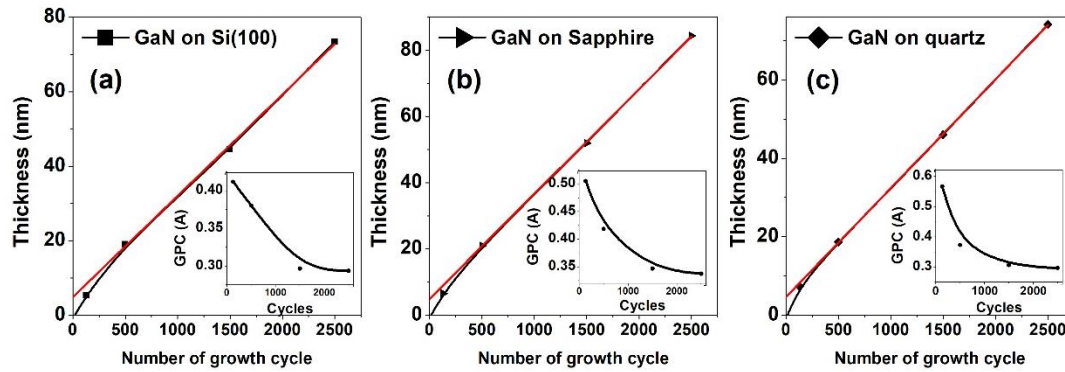 80
60
40
20
0
Thickness (nm)
GaN on Si(100)
(a)
0.40
0.35
0.30
GPC (A)
0 1000 2000
Cycles
0 500 1000 1500 2000 2500
Number of growth cycle
80
60
40
20
0
Thickness (nm)
GaN on Sapphire
(b)
0.50
0.45
0.40
0.35
GPC (A)
0 1000 2000
Cycles
0 500 1000 1500 2000 2500
Number of growth cycle
60
40
20
0
Thickness (nm)
GaN on quartz
(c)
0.6
0.5
0.4
0.3
GPC (A)
0 1000 2000
Cycles
0 500 1000 1500 2000 2500
Number of growth cycle